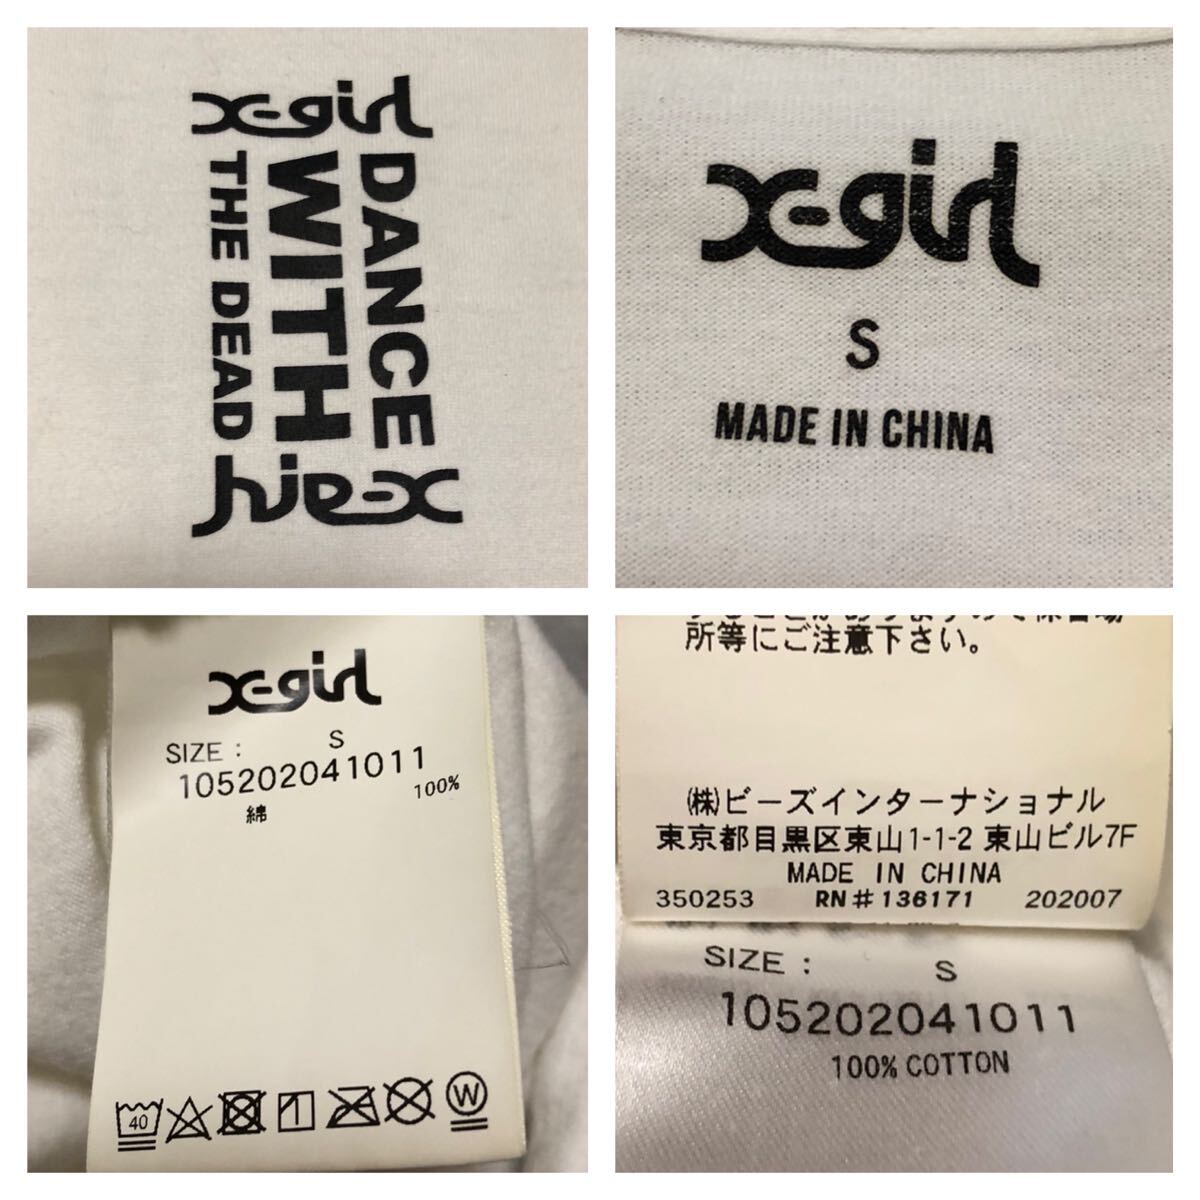 X-girl
DANCE
WITH
THE DEAD
X-girl
X-girl
S
MADE IN CHINA
X-girl
SIZE : S
105202041011
綿 100%
40
W
所等にご注意下さい。
㈱ビーズインターナショナル
東京都目黒区東山1-1-2 東山ビル7F
MADE IN CHINA
350253 RN#136171 202007
SIZE : S
105202041011
100% COTTON